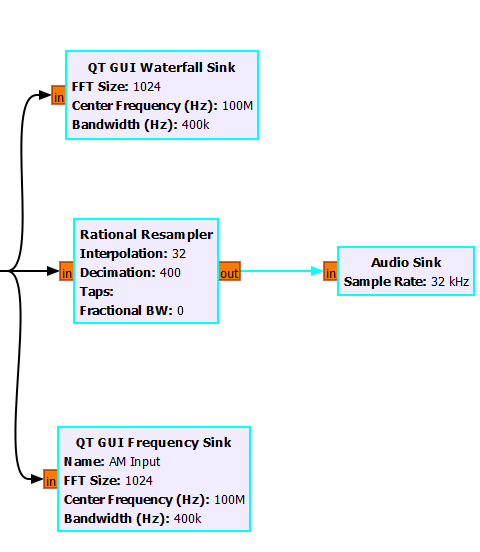 QT GUI Waterfall Sink
FFT Size: 1024
in
Center Frequency (Hz): 100M
Bandwidth (Hz): 400k
Rational Resampler
Interpolation: 32
in
Decimation: 400
out
Taps:
Fractional BW: 0
Audio Sink
in
Sample Rate: 32 kHz
QT GUI Frequency Sink
Name: AM Input
in
FFT Size: 1024
Center Frequency (Hz): 100M
Bandwidth (Hz): 400k